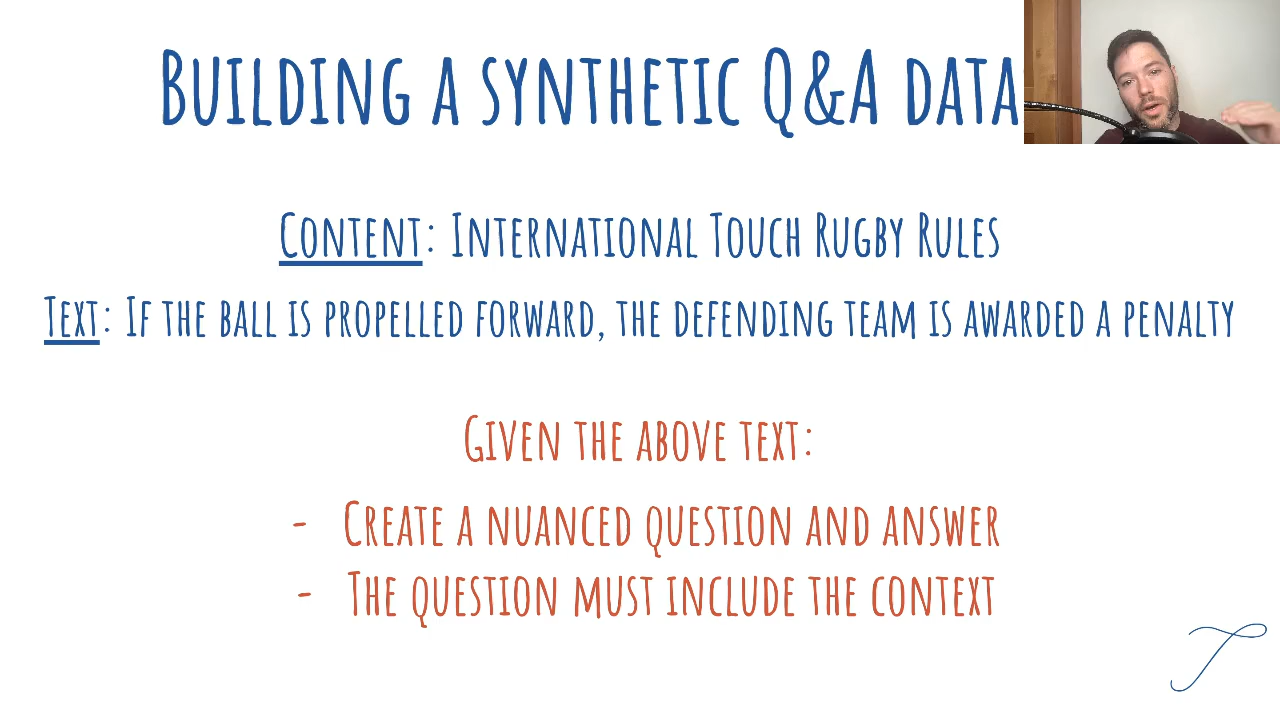 Building a synthetic Q&A data
Content: International Touch Rugby Rules
Text: If the ball is propelled forward, the defending team is awarded a penalty
Given the above text:
- Create a nuanced question and answer
- The question must include the context
T